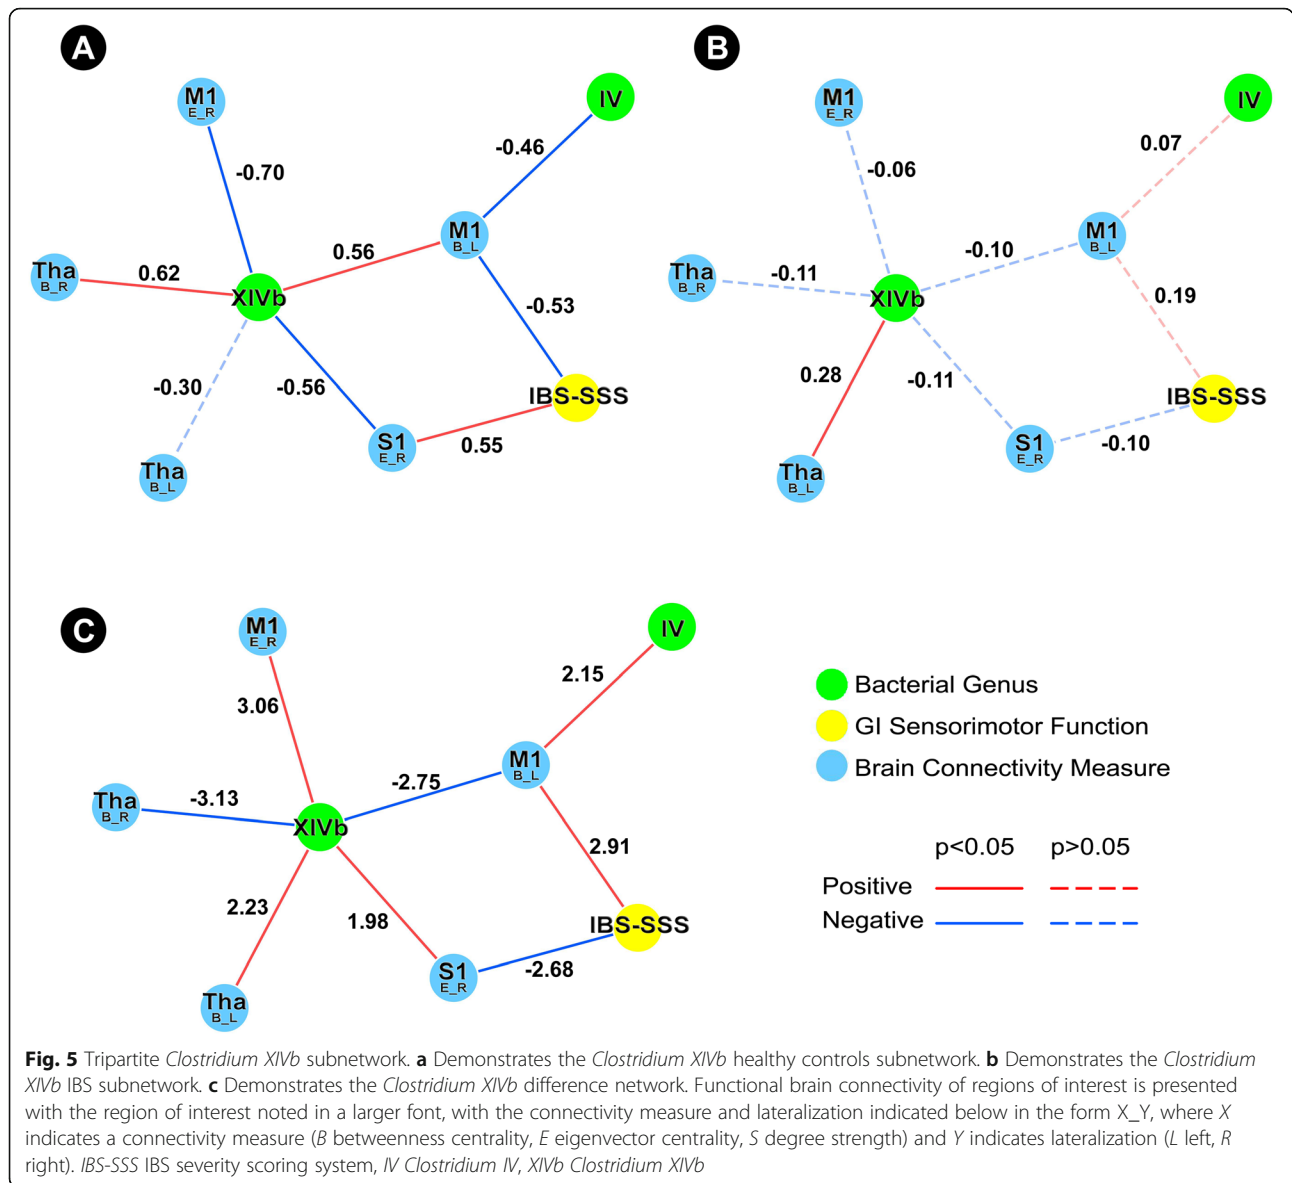 A
M1
E_R
IV
-0.70
-0.46
M1
B_L
Tha
B_R
0.62
0.56
XIVb
-0.53
-0.30
-0.56
IBS-SSS
S1
E_R
0.55
Tha
B_L
B
M1
E_R
IV
-0.06
0.07
M1
B_L
Tha
B_R
-0.11
-0.10
XIVb
0.19
0.28
-0.11
IBS-SSS
S1
E_R
-0.10
Tha
B_L
C
M1
E_R
IV
3.06
2.15
M1
B_L
Tha
B_R
-3.13
-2.75
XIVb
2.91
2.23
1.98
IBS-SSS
S1
E_R
-2.68
Tha
B_L
Bacterial Genus
GI Sensorimotor Function
Brain Connectivity Measure
p<0.05 p>0.05
Positive
Negative
Fig. 5 Tripartite Clostridium XIVb subnetwork. a Demonstrates the Clostridium XIVb healthy controls subnetwork. b Demonstrates the Clostridium
XIVb IBS subnetwork. c Demonstrates the Clostridium XIVb difference network. Functional brain connectivity of regions of interest is presented
with the region of interest noted in a larger font, with the connectivity measure and lateralization indicated below in the form X_Y, where X
indicates a connectivity measure (B betweenness centrality, E eigenvector centrality, S degree strength) and Y indicates lateralization (L left, R
right). IBS-SSS IBS severity scoring system, IV Clostridium IV, XIVb Clostridium XIVb